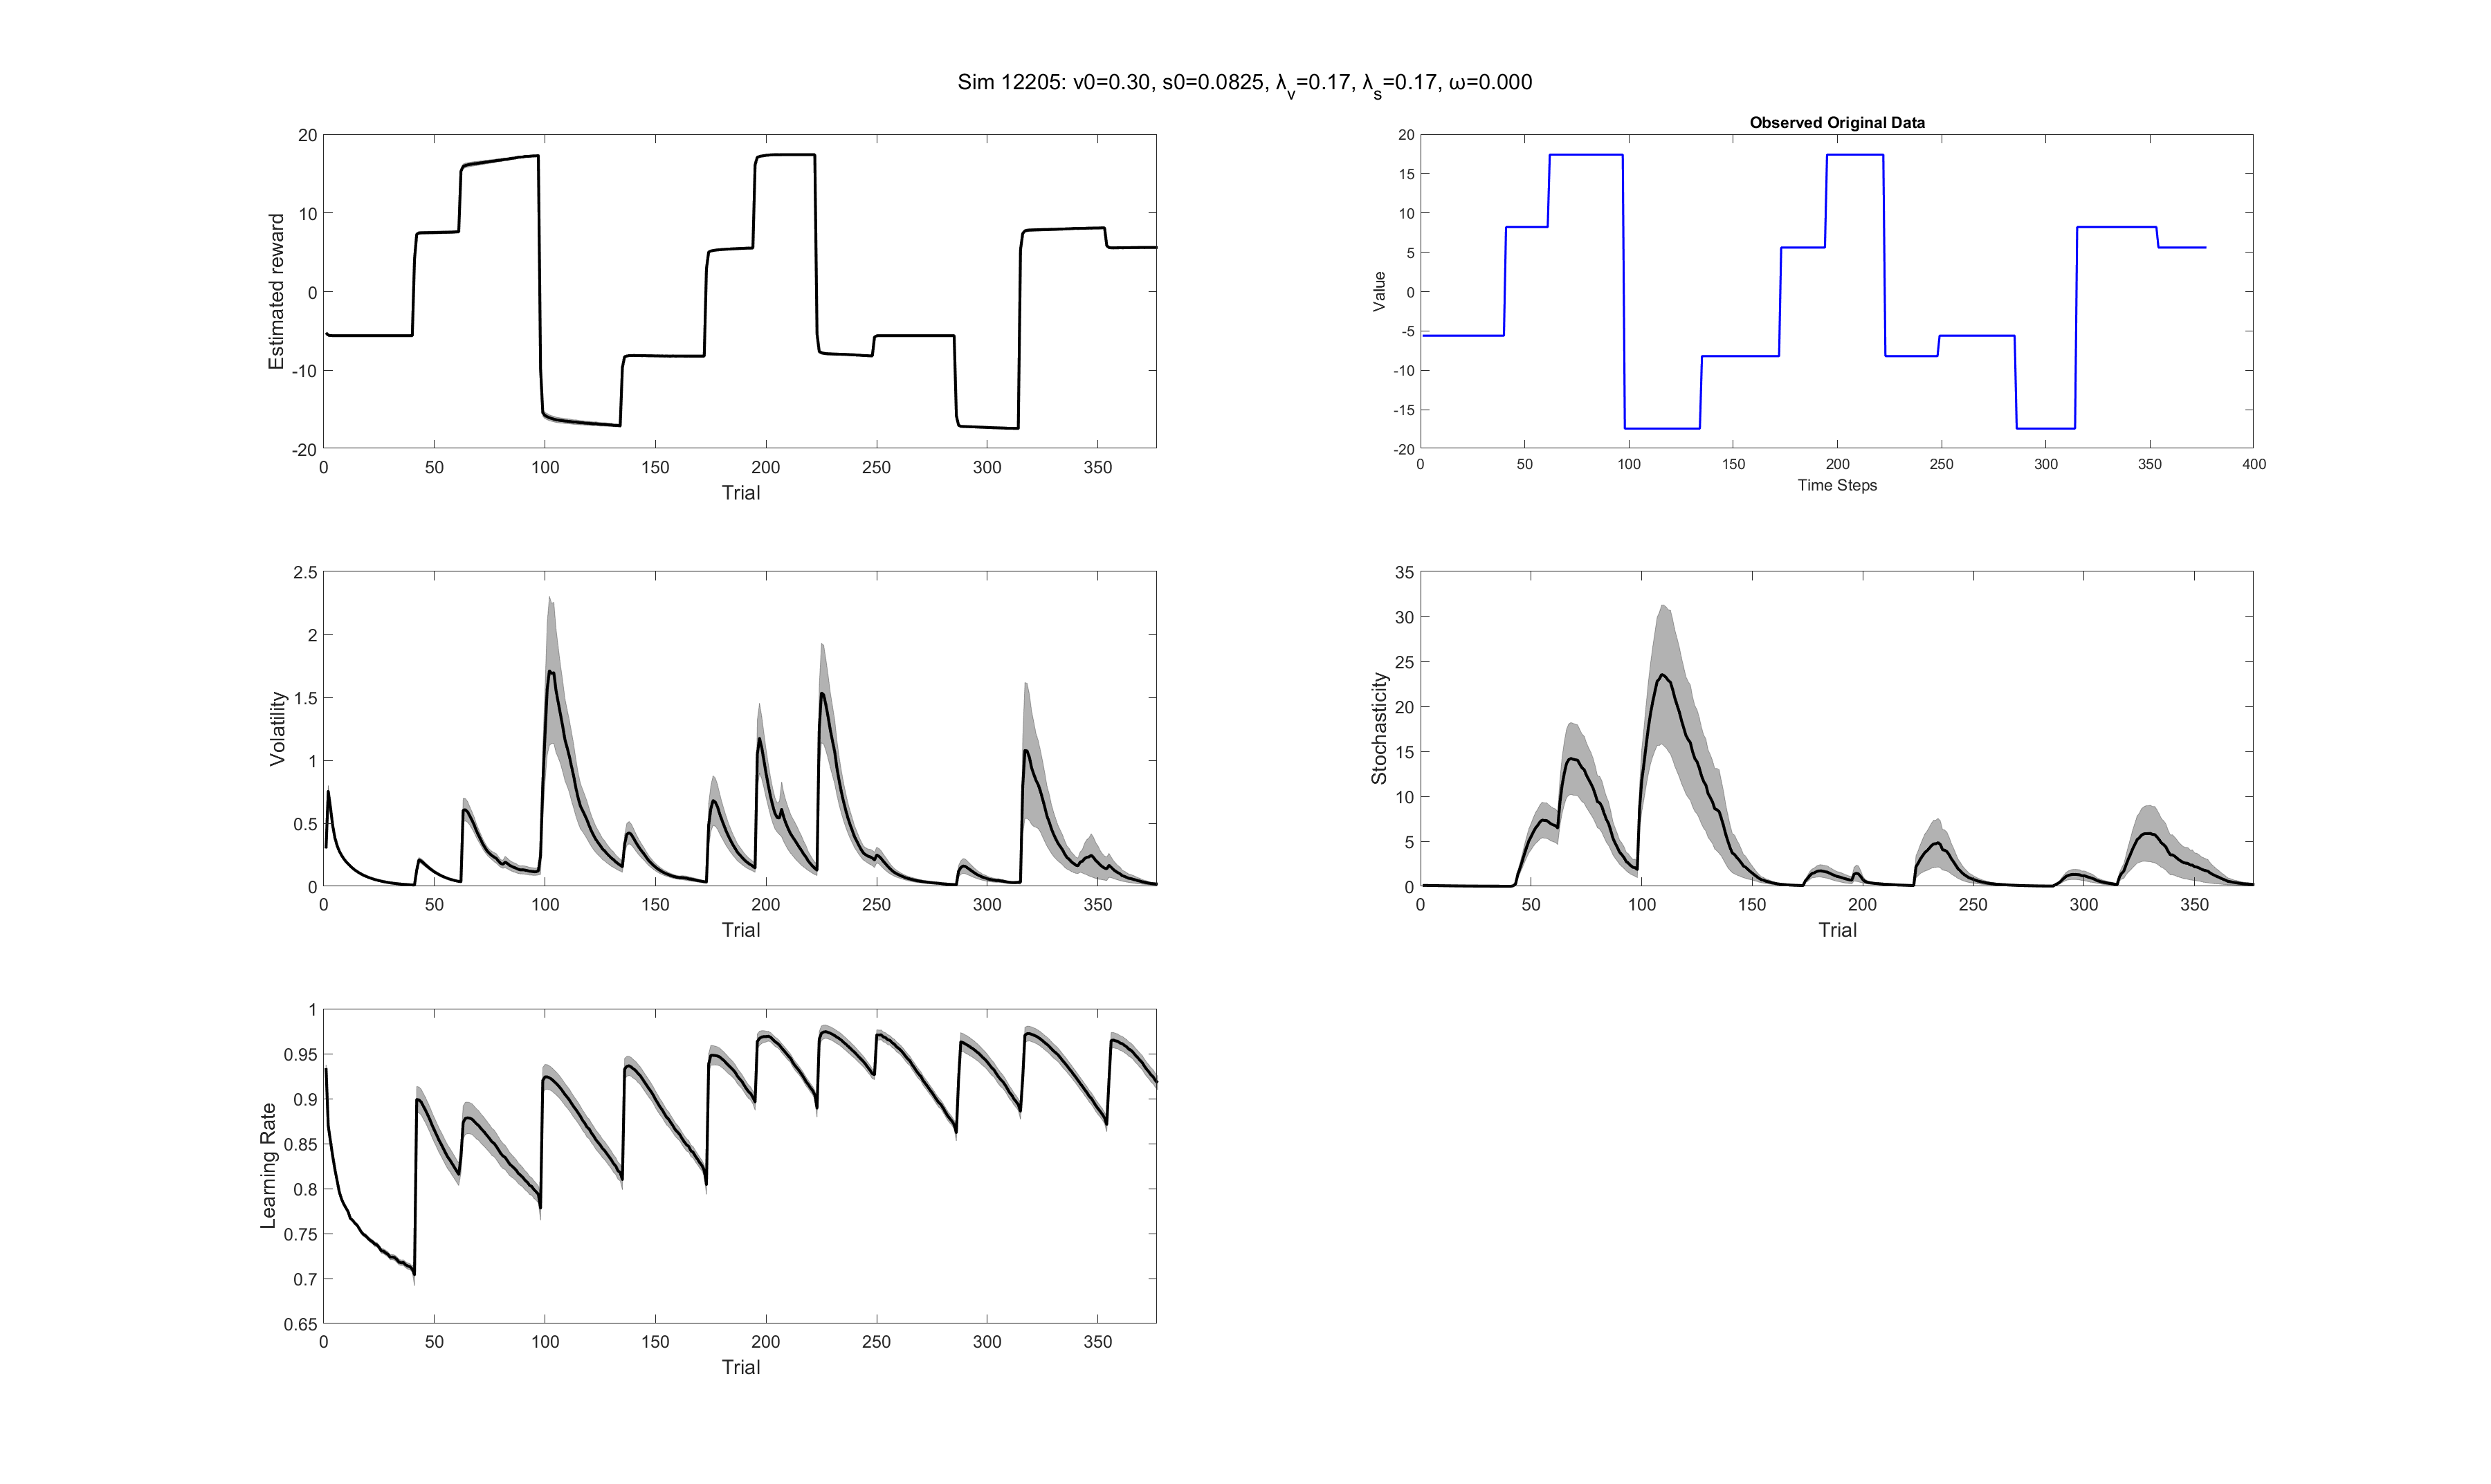 Sim 12205: v0=0.30, s0=0.0825, λv=0.17, λs=0.17, ω=0.000
Estimated reward
20
10
0
-10
-20
0 50 100 150 200 250 300 350
Trial
Observed Original Data
Value
20
15
10
5
0
-5
-10
-15
-20
0 50 100 150 200 250 300 350 400
Time Steps
Volatility
2.5
2
1.5
1
0.5
0
0 50 100 150 200 250 300 350
Trial
Stochasticity
35
30
25
20
15
10
5
0
0 50 100 150 200 250 300 350
Trial
Learning Rate
1
0.95
0.9
0.85
0.8
0.75
0.7
0.65
0 50 100 150 200 250 300 350
Trial